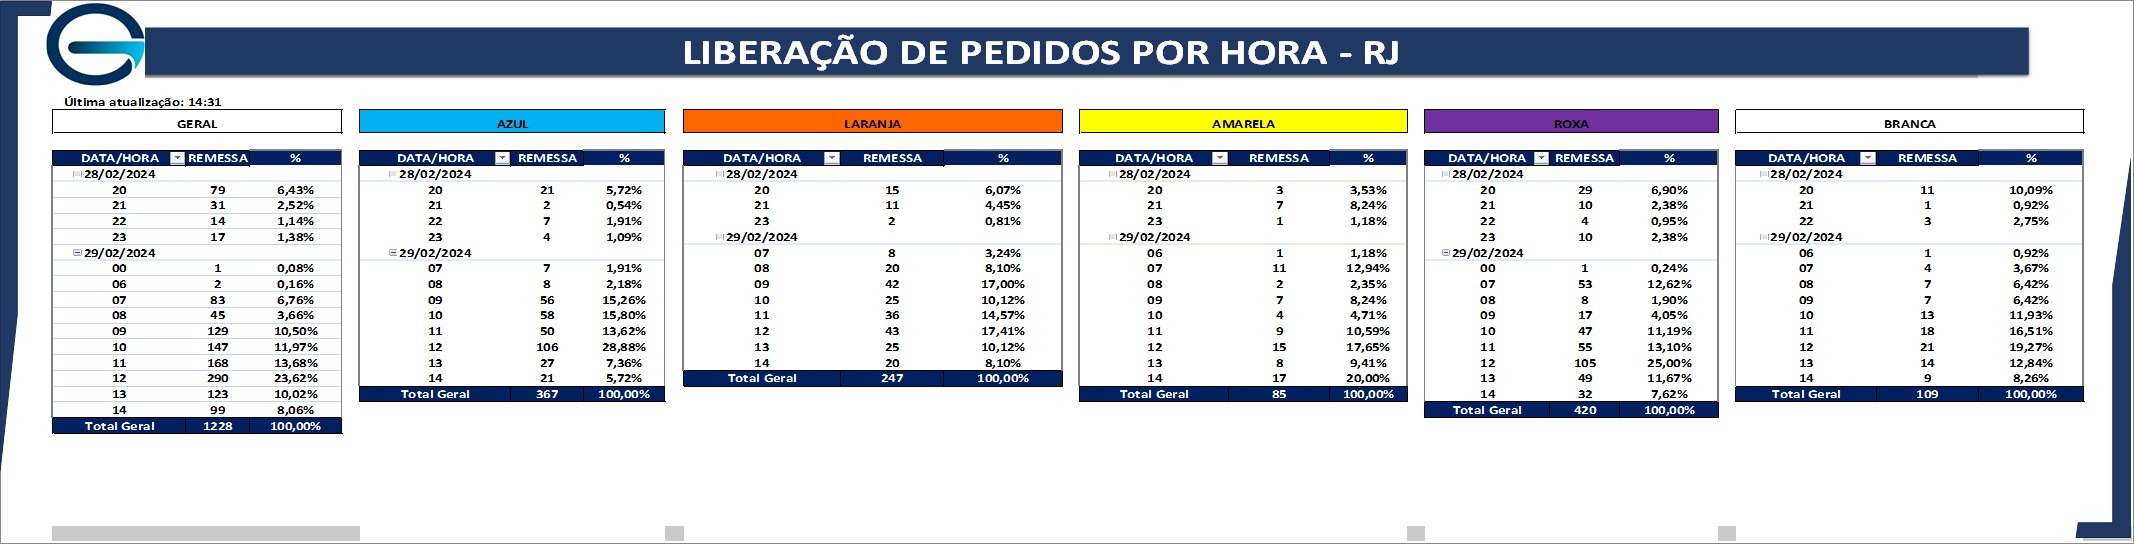 LIBERAÇÃO DE PEDIDOS POR HORA - RJ
Última atualização: 14:31
GERAL
DATA/HORA REMESSA %
28/02/2024
20 79 6,43%
21 31 2,52%
22 14 1,14%
23 17 1,38%
29/02/2024
00 1 0,08%
06 2 0,16%
07 83 6,76%
08 45 3,66%
09 129 10,50%
10 147 11,97%
11 168 13,68%
12 290 23,62%
13 123 10,02%
14 99 8,06%
Total Geral 1228 100,00%
AZUL
DATA/HORA REMESSA %
28/02/2024
20 21 5,72%
21 2 0,54%
22 7 1,91%
23 4 1,09%
29/02/2024
07 7 1,91%
08 8 2,18%
09 56 15,26%
10 58 15,80%
11 50 13,62%
12 106 28,88%
13 27 7,36%
14 21 5,72%
Total Geral 367 100,00%
LARANJA
DATA/HORA REMESSA %
28/02/2024
20 15 6,07%
21 11 4,45%
23 2 0,81%
29/02/2024
07 8 3,24%
08 20 8,10%
09 42 17,00%
10 25 10,12%
11 36 14,57%
12 43 17,41%
13 25 10,12%
14 20 8,10%
Total Geral 247 100,00%
AMARELA
DATA/HORA REMESSA %
28/02/2024
20 3 3,53%
21 7 8,24%
23 1 1,18%
29/02/2024
06 1 1,18%
07 11 12,94%
08 2 2,35%
09 7 8,24%
10 4 4,71%
11 9 10,59%
12 15 17,65%
13 8 9,41%
14 17 20,00%
Total Geral 85 100,00%
ROXA
DATA/HORA REMESSA %
28/02/2024
20 29 6,90%
21 10 2,38%
22 4 0,95%
23 10 2,38%
29/02/2024
00 1 0,24%
07 53 12,62%
08 8 1,90%
09 17 4,05%
10 47 11,19%
11 55 13,10%
12 105 25,00%
13 49 11,67%
14 32 7,62%
Total Geral 420 100,00%
BRANCA
DATA/HORA REMESSA %
28/02/2024
20 11 10,09%
21 1 0,92%
22 3 2,75%
29/02/2024
06 1 0,92%
07 4 3,67%
08 7 6,42%
09 7 6,42%
10 13 11,93%
11 18 16,51%
12 21 19,27%
13 14 12,84%
14 9 8,26%
Total Geral 109 100,00%